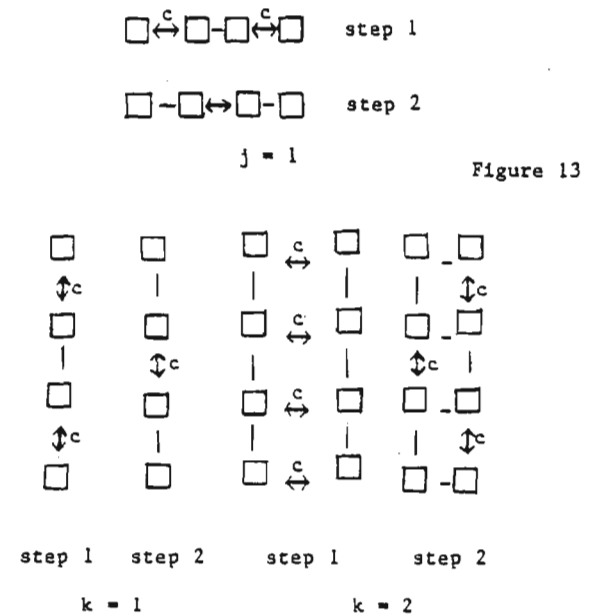 c c
step 1
step 2
j = 1
Figure 13
c
c c
c c
c c c
c c
c c
step 1 step 2 step 1 step 2
k = 1 k = 2